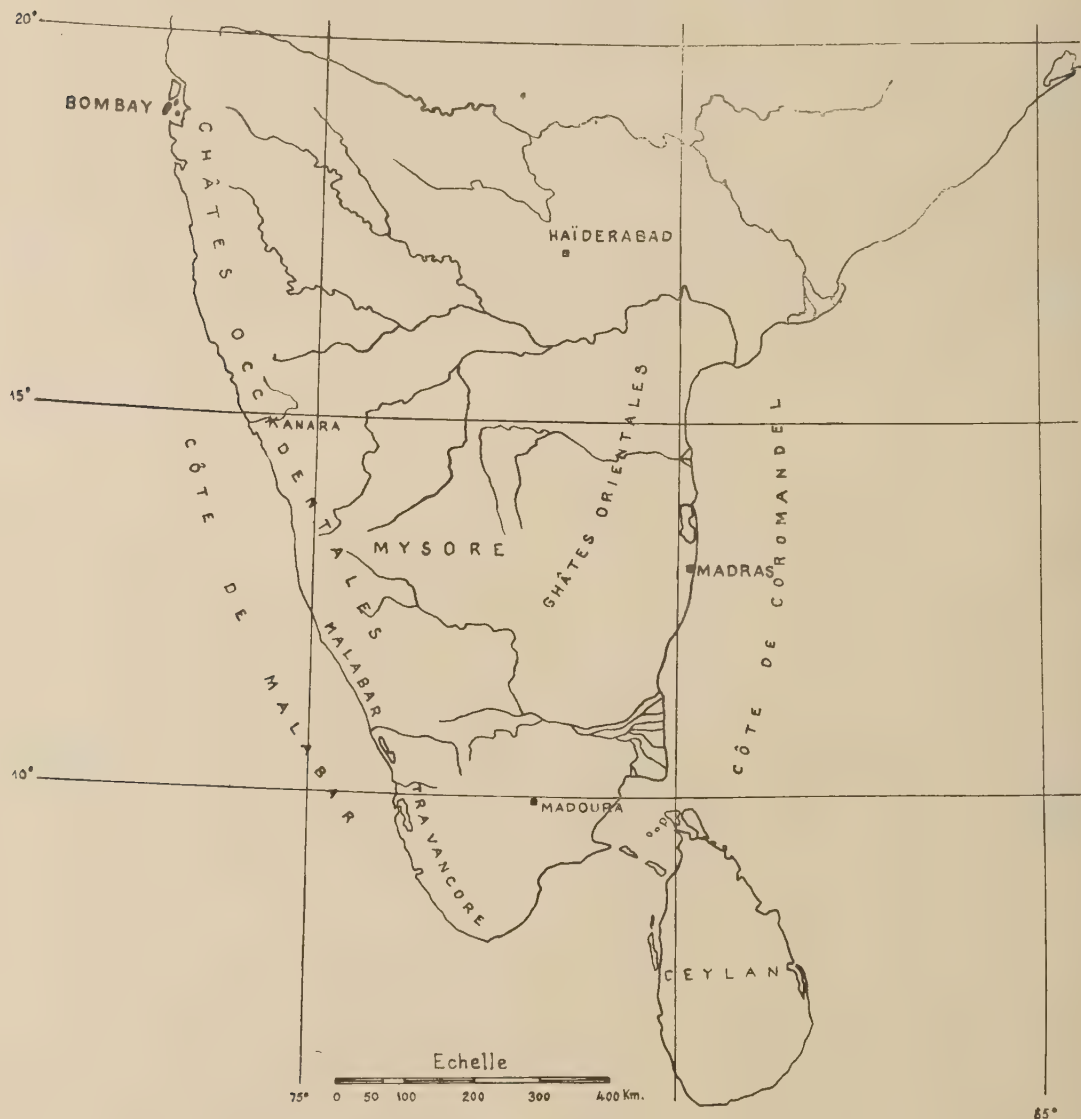 20°
BOMBAY
CHÂTES OCCIDENTALES
HAÏDERABAD
15°
KANARA
CÔTE DE MALABAR
GHÂTES ORIENTALES
CÔTE DE COROMANDEL
MYSORE
MADRAS
MALABAR
10°
MADOURA
TRAVANCORE
CEYLAN
Echelle
0 50 100 200 300 400 Km.
75°
85°